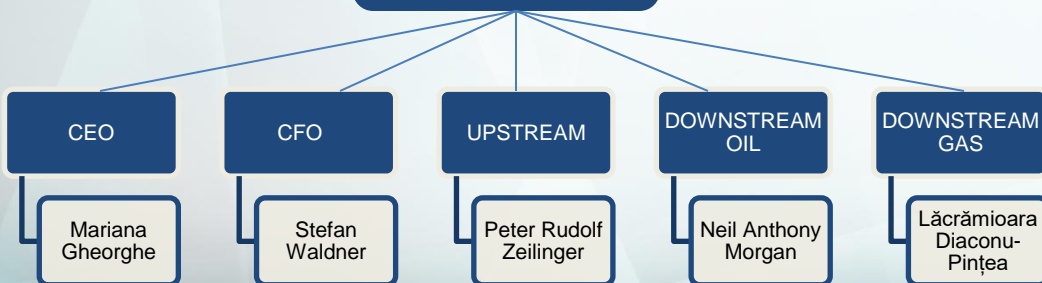 CEO
CFO
UPSTREAM
DOWNSTREAM
OIL
DOWNSTREAM
GAS
Mariana
Gheorghe
Stefan
Waldner
Peter Rudolf
Zeilinger
Neil Anthony
Morgan
Lăcrămioara
Diaconu-
Pințea